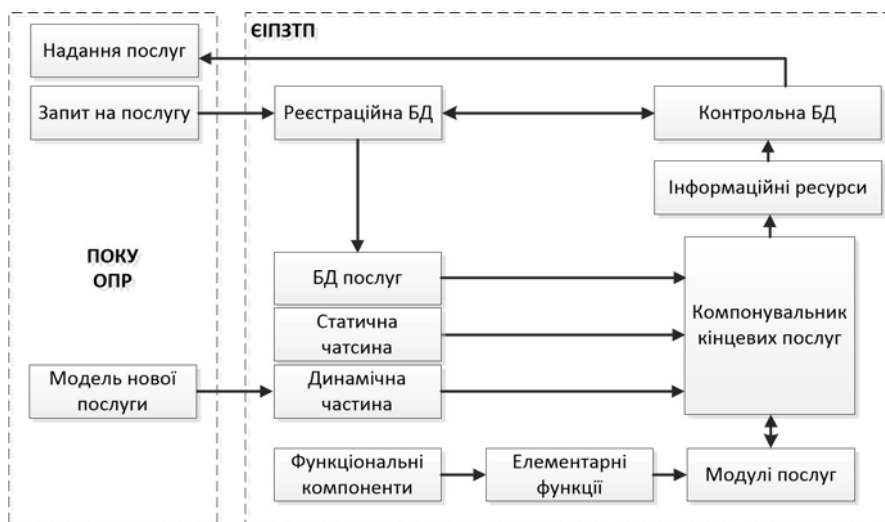 ЄІПЗТП
Надання послуг
Запит на послугу
Реєстраційна БД
Контрольна БД
Інформаційні ресурси
ПОКУ
ОПР
БД послуг
Статична
чатсина
Компонувальник
кінцевих послуг
Модель нової
послуги
Динамічна
частина
Функціональні
компоненти
Елементарні
функції
Модулі послуг